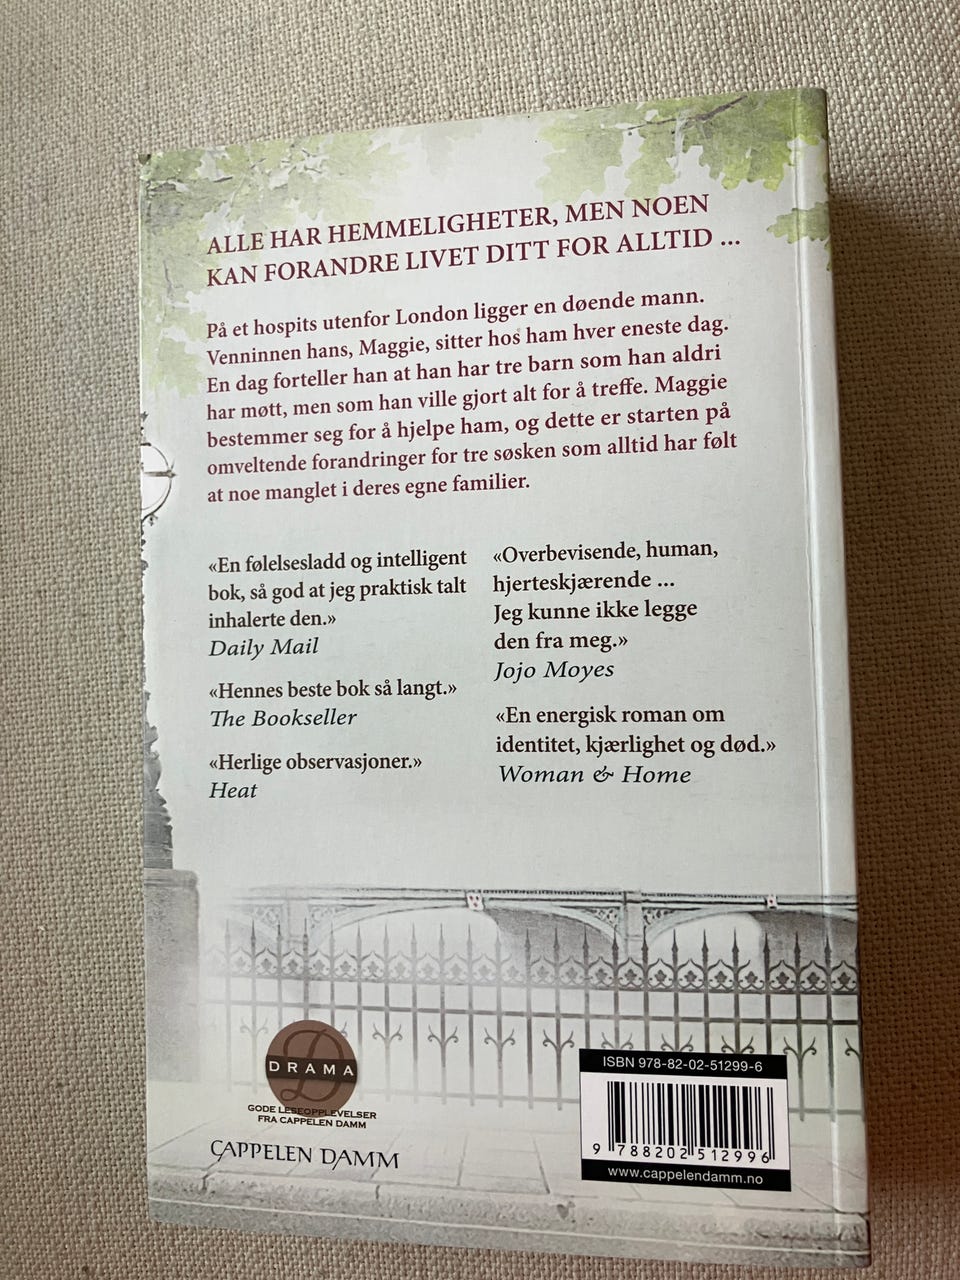 ALLE HAR HEMMELIGHETER, MEN NOEN
KAN FORANDRE LIVET DITT FOR ALLTID ...
På et hospits utenfor London ligger en døende mann.
Venninnen hans, Maggie, sitter hos ham hver eneste dag.
En dag forteller han at han har tre barn som han aldri
har møtt, men som han ville gjort alt for å treffe. Maggie
bestemmer seg for å hjelpe ham, og dette er starten på
omveltende forandringer for tre søsken som alltid har følt
at noe manglet i deres egne familier.
«En følelsesladd og intelligent
bok, så god at jeg praktisk talt
inhalerte den.»
Daily Mail
«Hennes beste bok så langt.»
The Bookseller
«Herlige observasjoner.»
Heat
«Overbevisende, human,
hjerteskjærende ...
Jeg kunne ikke legge
den fra meg.»
Jojo Moyes
«En energisk roman om
identitet, kjærlighet og død.»
Woman & Home
D
DRAMA
GODE LESEOPPLEVELSER
FRA CAPPELEN DAMM
CAPPELEN DAMM
ISBN 978-82-02-51299-6
9 788202 512996
www.cappelendamm.no